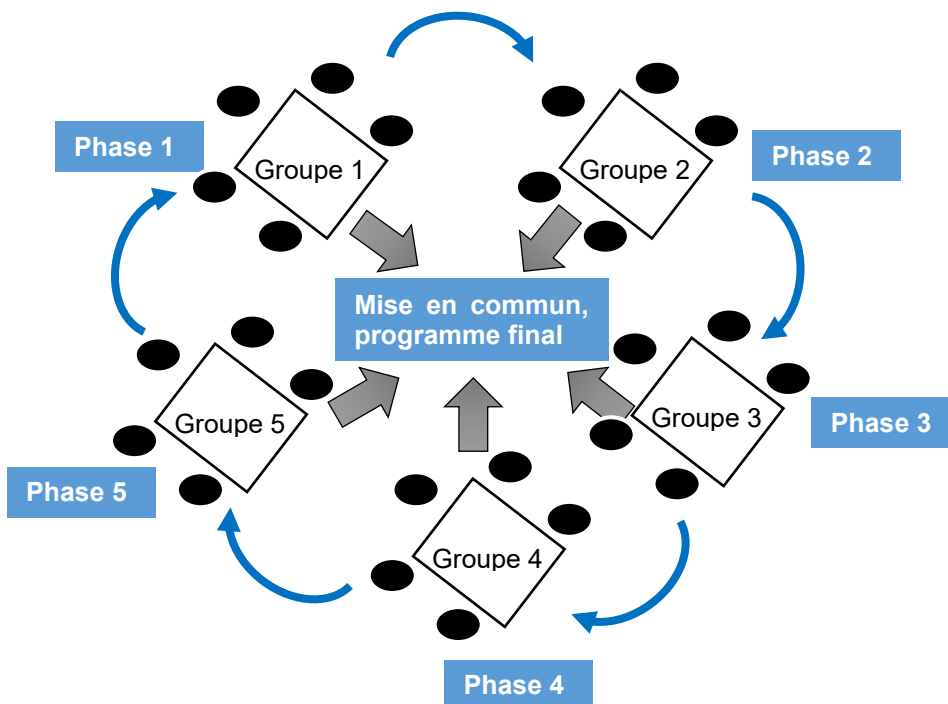 Phase 1
Groupe 1
Groupe 2
Phase 2
Mise en commun,
programme final
Groupe 5
Groupe 3
Phase 3
Phase 5
Groupe 4
Phase 4